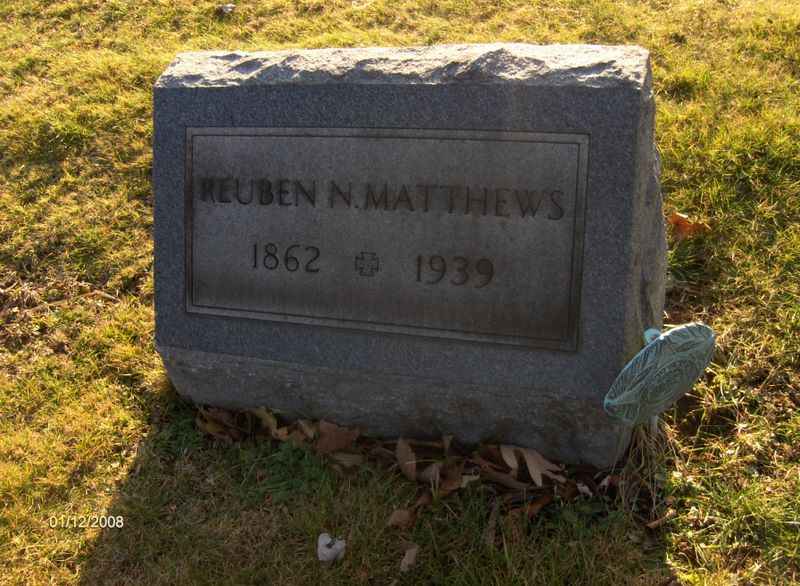 REUBEN N. MATTHEWS
1862 1939
01/12/2008